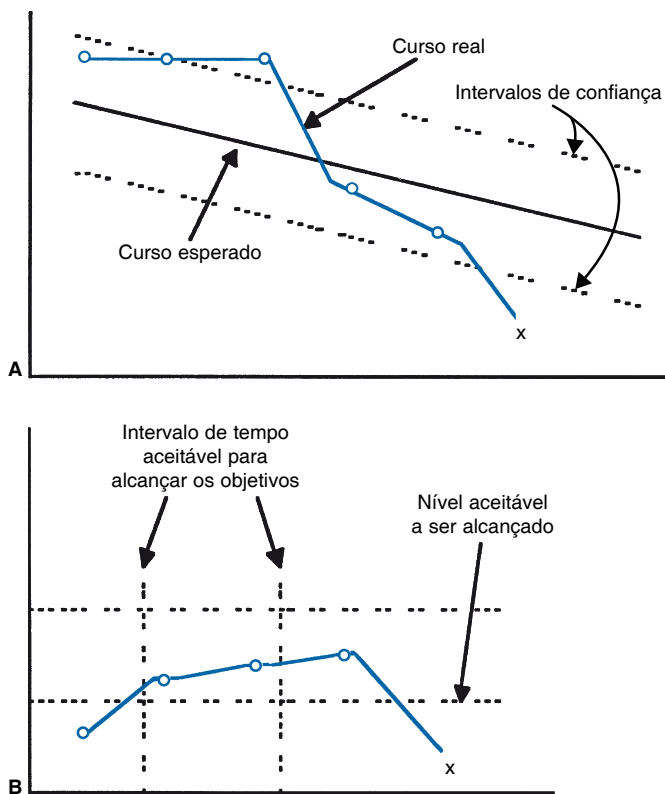 Curso real
Intervalos de confiança
Curso esperado
x
A
Intervalo de tempo
aceitável para
alcançar os objetivos
Nível aceitável
a ser alcançado
x
B